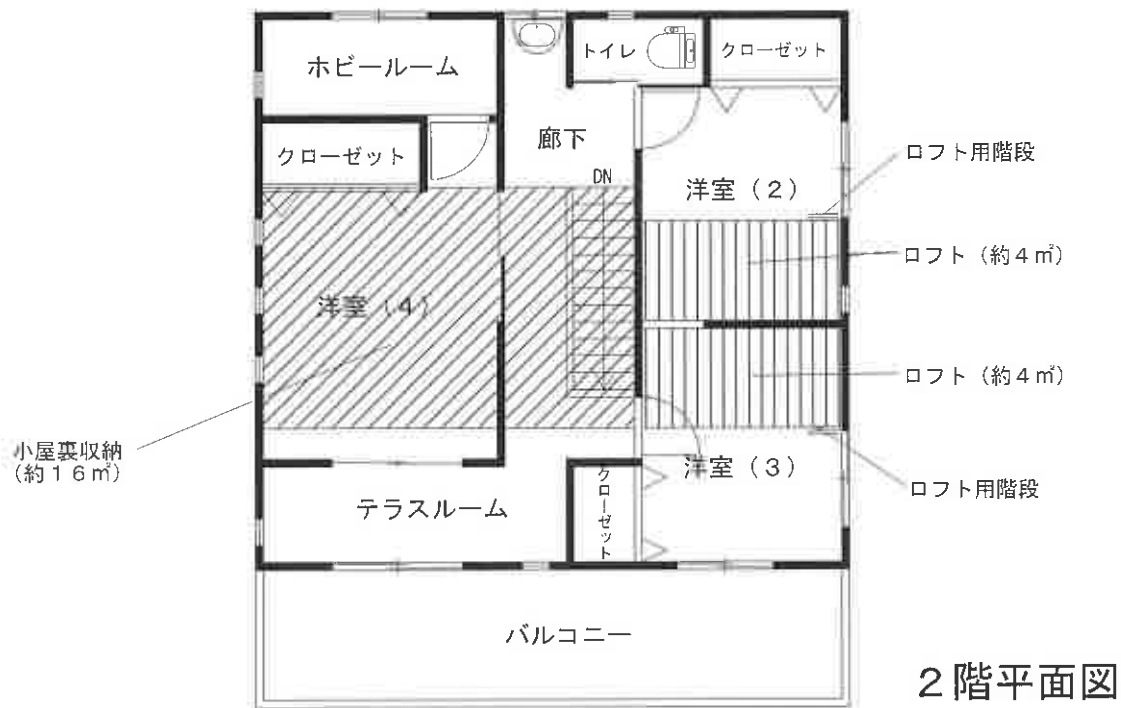 ホビールーム
トイレ
クローゼット
クローゼット
廊下
DN
洋室(2)
ロフト用階段
ロフト(約4㎡)
洋室(4)
ロフト(約4㎡)
小屋裏収納
(約16㎡)
洋室(3)
ロフト用階段
クローゼット
テラスルーム
バルコニー
2階平面図